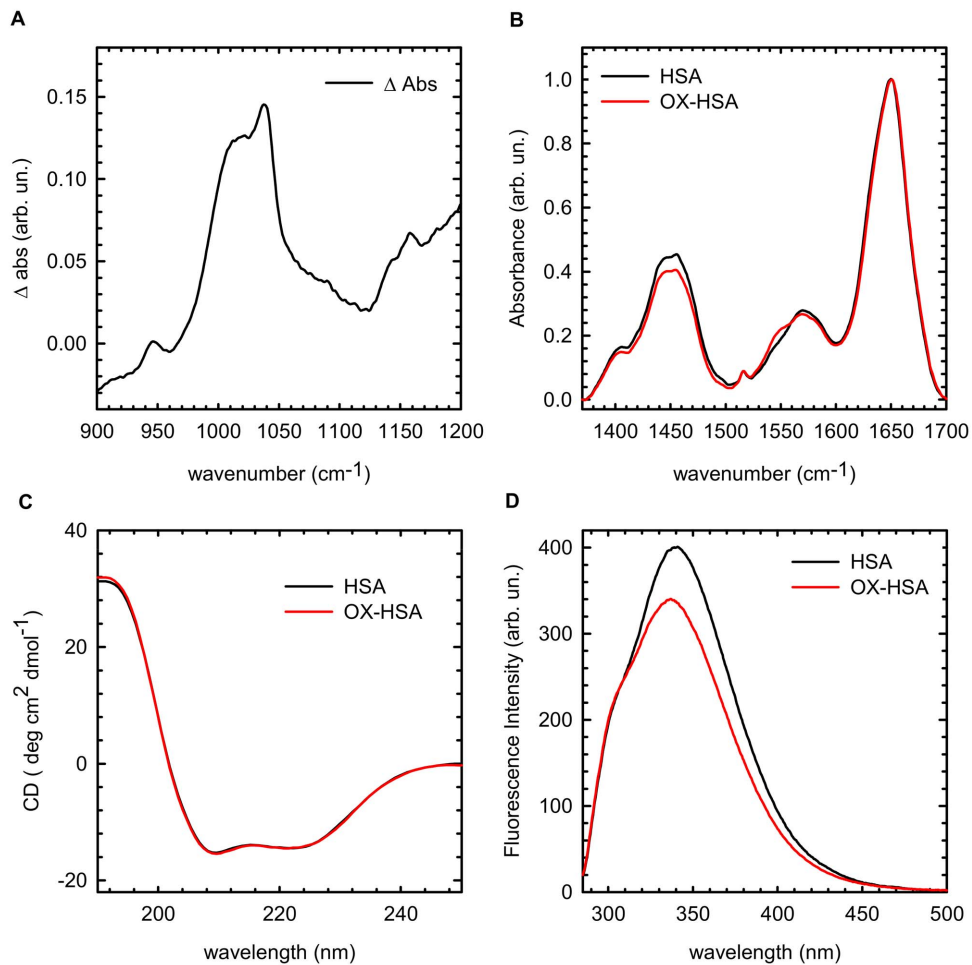 A
Δ Abs
0.15
0.10
0.05
0.00
Δ abs (arb. un.)
900 950 1000 1050 1100 1150 1200
wavenumber (cm-1)
B
HSA
OX-HSA
1.0
0.8
0.6
0.4
0.2
0.0
Absorbance (arb. un.)
1400 1450 1500 1550 1600 1650 1700
wavenumber (cm-1)
C
HSA
OX-HSA
40
20
0
-20
CD ( deg cm2 dmol-1)
200 220 240
wavelength (nm)
D
HSA
OX-HSA
400
300
200
100
0
Fluorescence Intensity (arb. un.)
300 350 400 450 500
wavelength (nm)